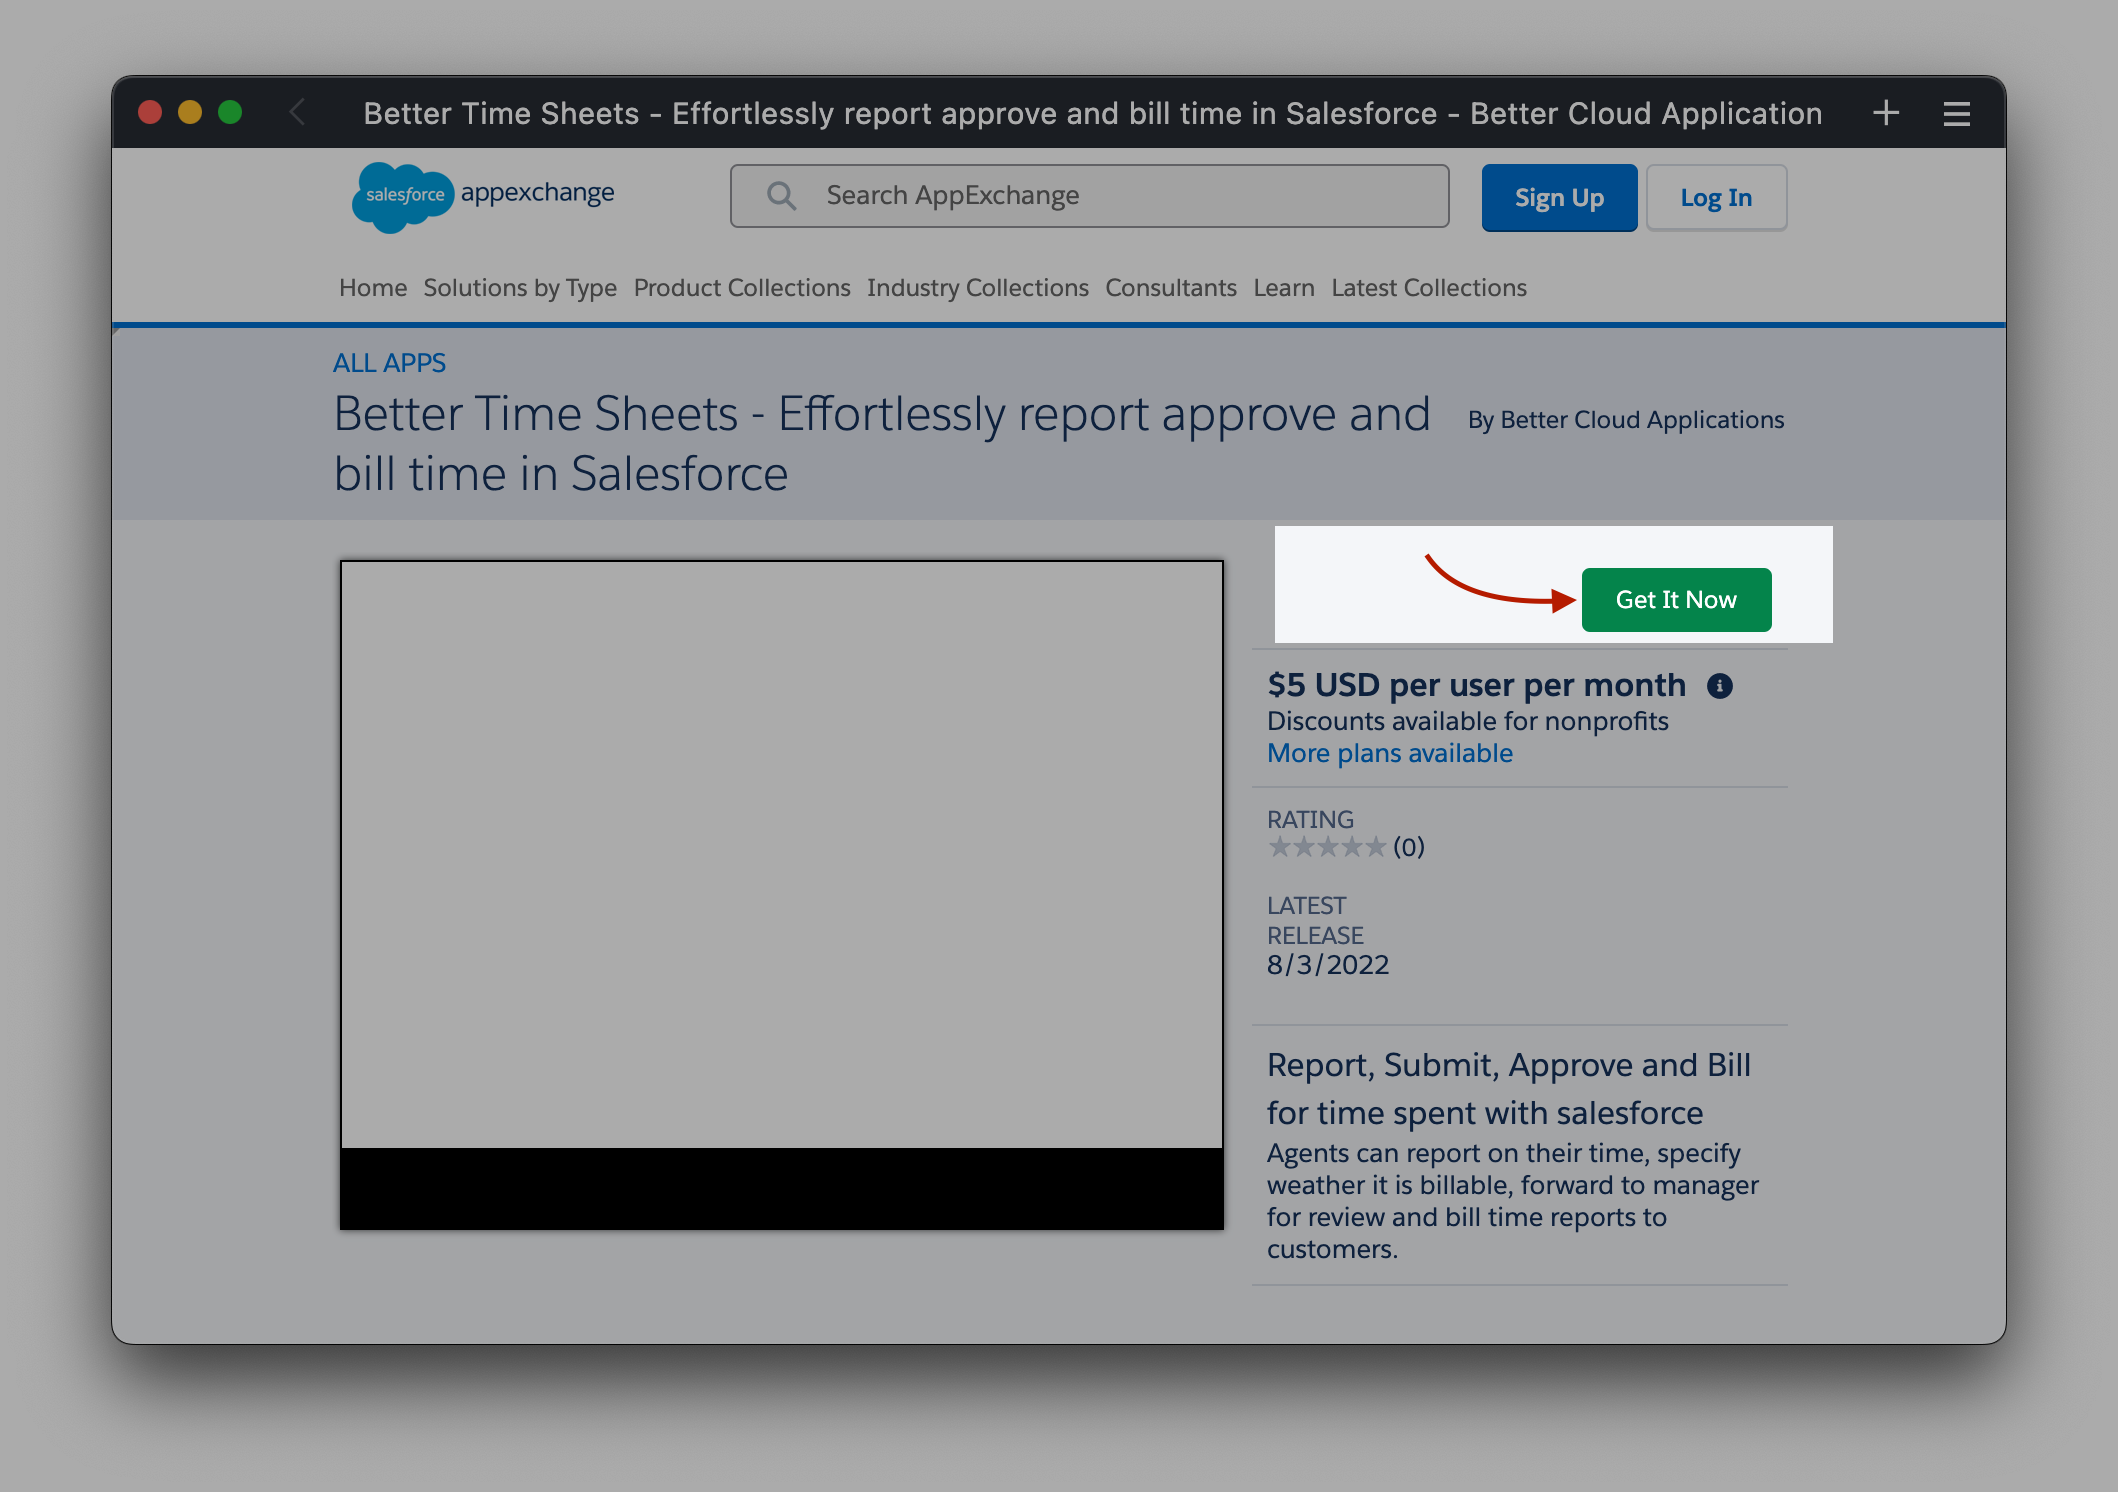 Better Time Sheets - Effortlessly report approve and bill time in Salesforce - Better Cloud Application
salesforce appexchange
Search AppExchange
Sign Up
Log In
Home Solutions by Type Product Collections Industry Collections Consultants Learn Latest Collections
ALL APPS
Better Time Sheets - Effortlessly report approve and
bill time in Salesforce
By Better Cloud Applications
Get It Now
$5 USD per user per month
Discounts available for nonprofits
More plans available
RATING
(0)
LATEST
RELEASE
8/3/2022
Report, Submit, Approve and Bill
for time spent with salesforce
Agents can report on their time, specify
weather it is billable, forward to manager
for review and bill time reports to
customers.